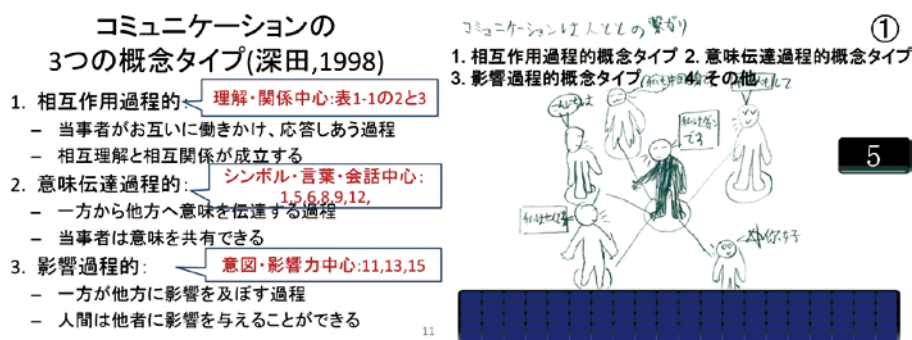 コミュニケーションの
3つの概念タイプ(深田,1998)
1. 相互作用過程的:
理解・関係中心:表1-1の2と3
– 当事者がお互いに働きかけ、応答しあう過程
– 相互理解と相互関係が成立する
2. 意味伝達過程的:
シンボル・言葉・会話中心:
1,5,6,8,9,12,
– 一方から他方へ意味を伝達する過程
– 当事者は意味を共有できる
3. 影響過程的:
意図・影響力中心:11,13,15
– 一方が他方に影響を及ぼす過程
– 人間は他者に影響を与えることができる
11
コミュニケーションは人との繋がり
①
1. 相互作用過程的概念タイプ 2. 意味伝達過程的概念タイプ
3. 影響過程的概念タイプ 4. その他
こんにちは
です
5
你好